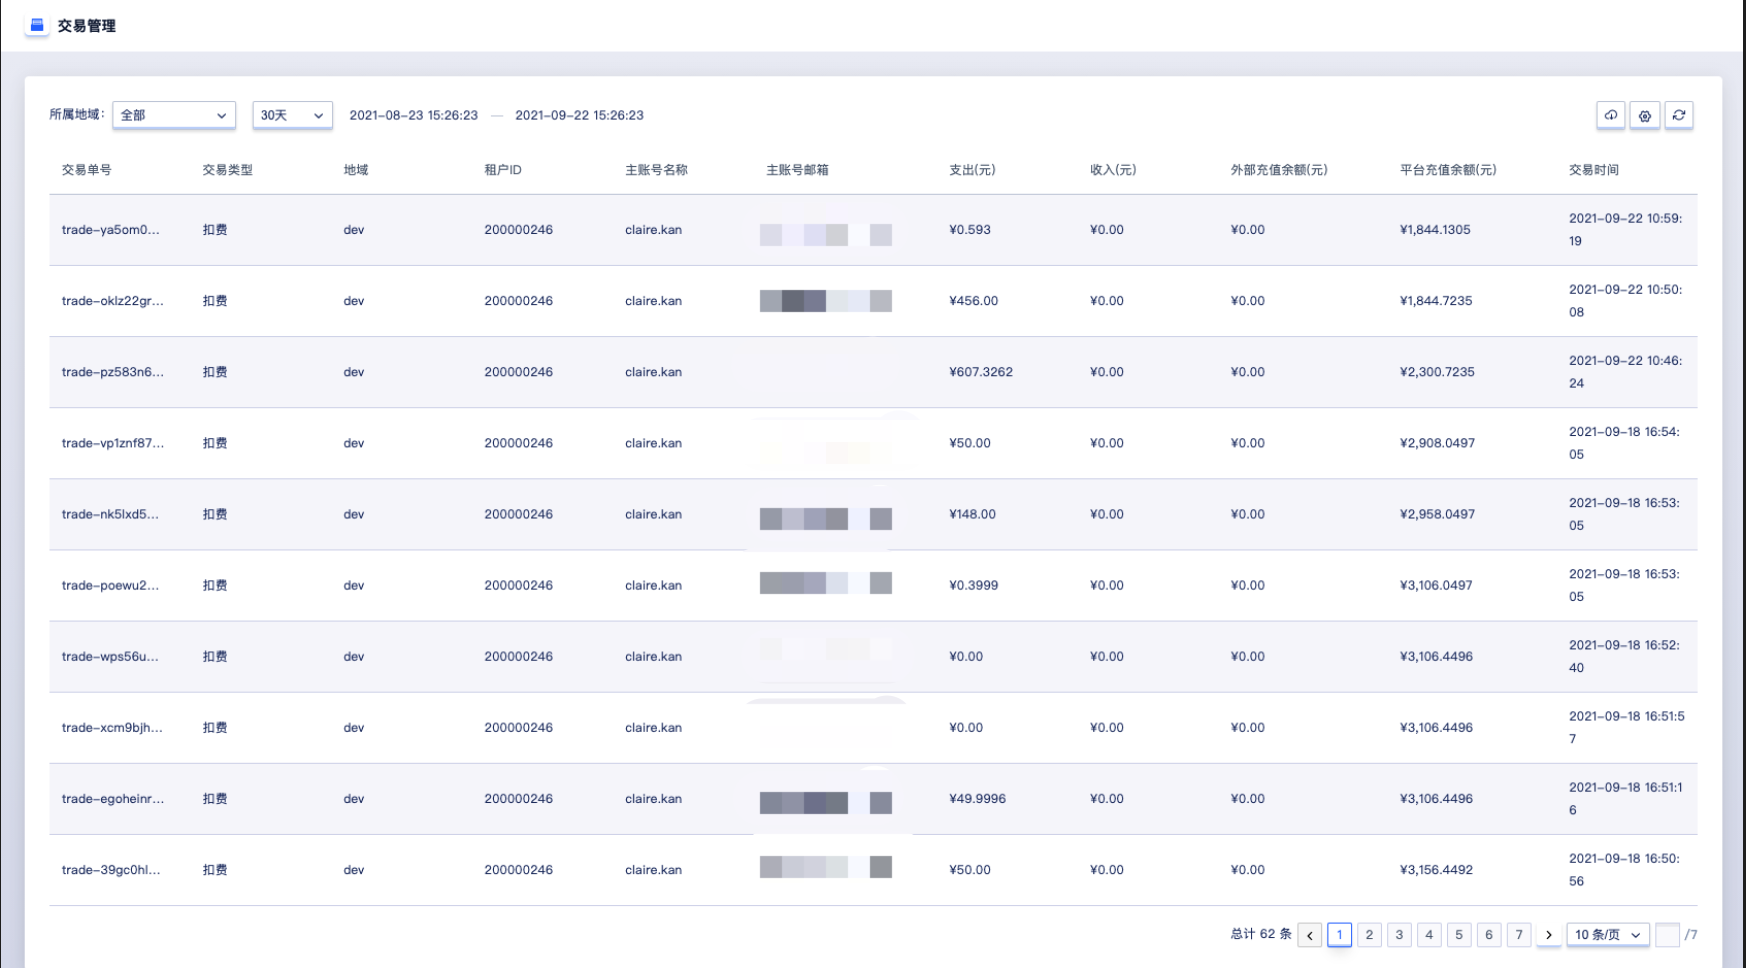 交易管理
所属地域： 全部 30天 2021-08-23 15:26:23 — 2021-09-22 15:26:23
交易单号 交易类型 地域 租户ID 主账号名称 主账号邮箱 支出(元) 收入(元) 外部充值余额(元) 平台充值余额(元) 交易时间
trade-ya5om0... 扣费 dev 200000246 claire.kan ¥0.593 ¥0.00 ¥0.00 ¥1,844.1305 2021-09-22 10:59:
19
trade-oklz22gr... 扣费 dev 200000246 claire.kan ¥456.00 ¥0.00 ¥0.00 ¥1,844.7235 2021-09-22 10:50:
08
trade-pz583n6... 扣费 dev 200000246 claire.kan ¥607.3262 ¥0.00 ¥0.00 ¥2,300.7235 2021-09-22 10:46:
24
trade-vp1znf87... 扣费 dev 200000246 claire.kan ¥50.00 ¥0.00 ¥0.00 ¥2,908.0497 2021-09-18 16:54:
05
trade-nk5lxd5... 扣费 dev 200000246 claire.kan ¥148.00 ¥0.00 ¥0.00 ¥2,958.0497 2021-09-18 16:53:
05
trade-poewu2... 扣费 dev 200000246 claire.kan ¥0.3999 ¥0.00 ¥0.00 ¥3,106.0497 2021-09-18 16:53:
05
trade-wps56u... 扣费 dev 200000246 claire.kan ¥0.00 ¥0.00 ¥0.00 ¥3,106.4496 2021-09-18 16:52:
40
trade-xcm9bjh... 扣费 dev 200000246 claire.kan ¥0.00 ¥0.00 ¥0.00 ¥3,106.4496 2021-09-18 16:51:5
7
trade-egoheinr... 扣费 dev 200000246 claire.kan ¥49.9996 ¥0.00 ¥0.00 ¥3,106.4496 2021-09-18 16:51:1
6
trade-39gc0hl... 扣费 dev 200000246 claire.kan ¥50.00 ¥0.00 ¥0.00 ¥3,156.4492 2021-09-18 16:50:
56
总计 62 条 1 2 3 4 5 6 7 10 条/页 /7